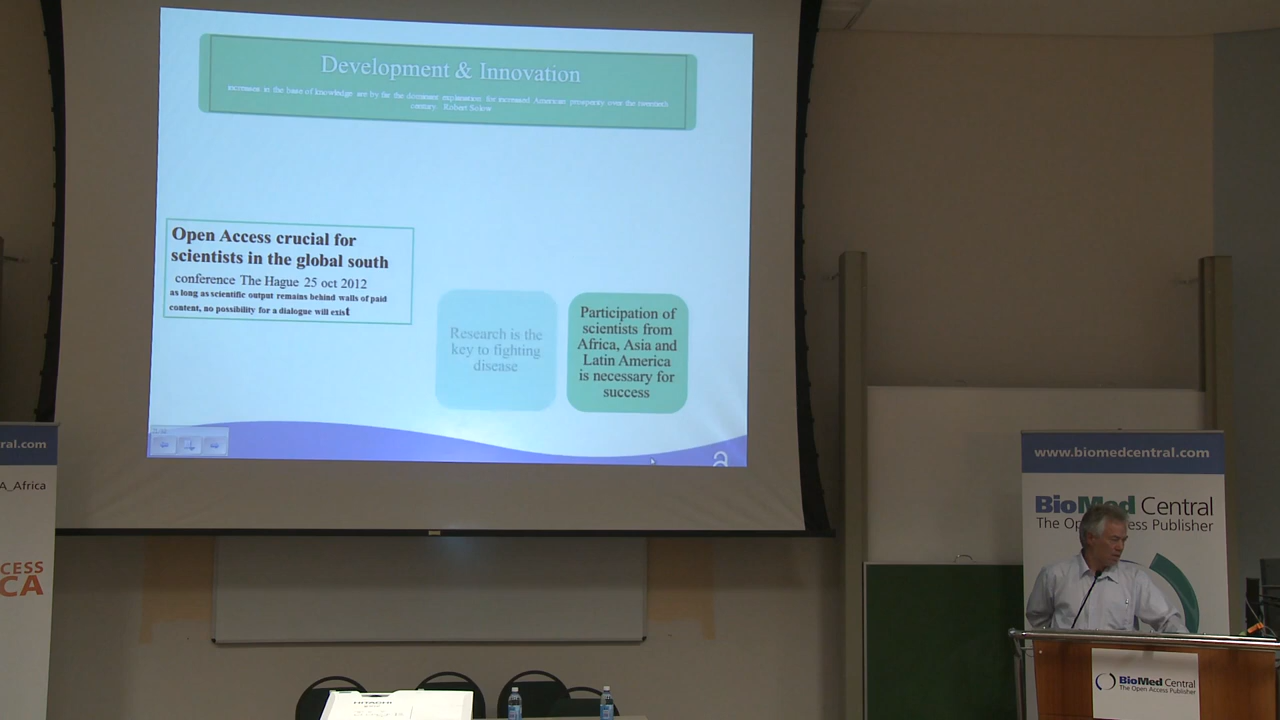 Development & Innovation
increases in the base of knowledge are by far the dominant explanation for increased American prosperity over the twentieth
century Robert Solow
Open Access crucial for
scientists in the global south
conference The Hague 25 oct 2012
as long as scientific output remains behind walls of paid
content, no possibility for a dialogue will exist
Research is the
key to fighting
disease
Participation of
scientists from
Africa, Asia and
Latin America
is necessary for
success
ral.com
A_Africa
CESS
CA
www.biomedcentral.com
BioMed Central
The Open Access Publisher
BioMed Central
The Open Access Publisher
HITACHI